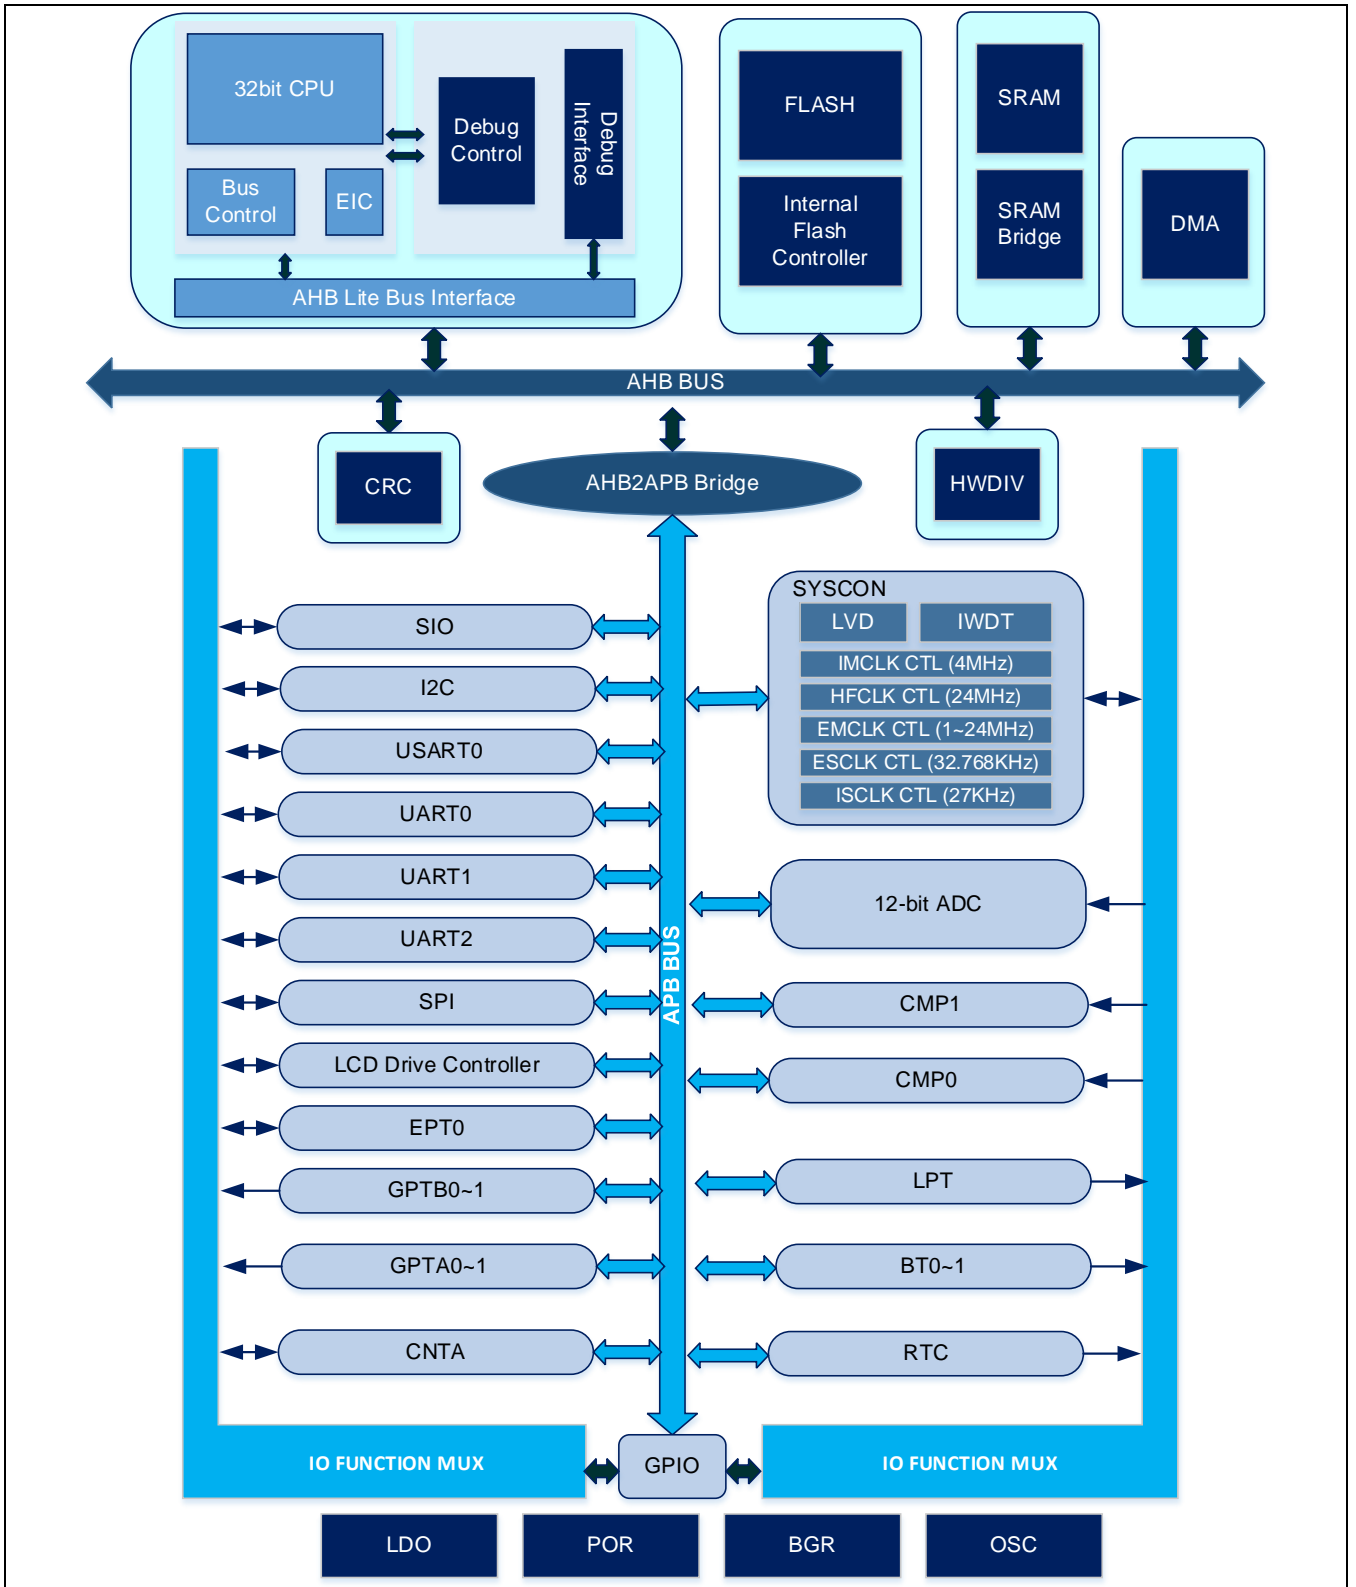 32bit CPU
Bus
Control
EIC
Debug
Control
Debug
Interface
AHB Lite Bus Interface
FLASH
Internal
Flash
Controller
SRAM
SRAM
Bridge
DMA
AHB BUS
CRC
AHB2APB Bridge
HWDIV
SIO
I2C
USART0
UART0
UART1
UART2
SPI
LCD Drive Controller
EPT0
GPTB0~1
GPTA0~1
CNTA
APB BUS
SYSCON
LVD
IWDT
IMCLK CTL (4MHz)
HFCLK CTL (24MHz)
EMCLK CTL (1~24MHz)
ESCLK CTL (32.768KHz)
ISCLK CTL (27KHz)
12-bit ADC
CMP1
CMP0
LPT
BT0~1
RTC
IO FUNCTION MUX
GPIO
IO FUNCTION MUX
LDO
POR
BGR
OSC